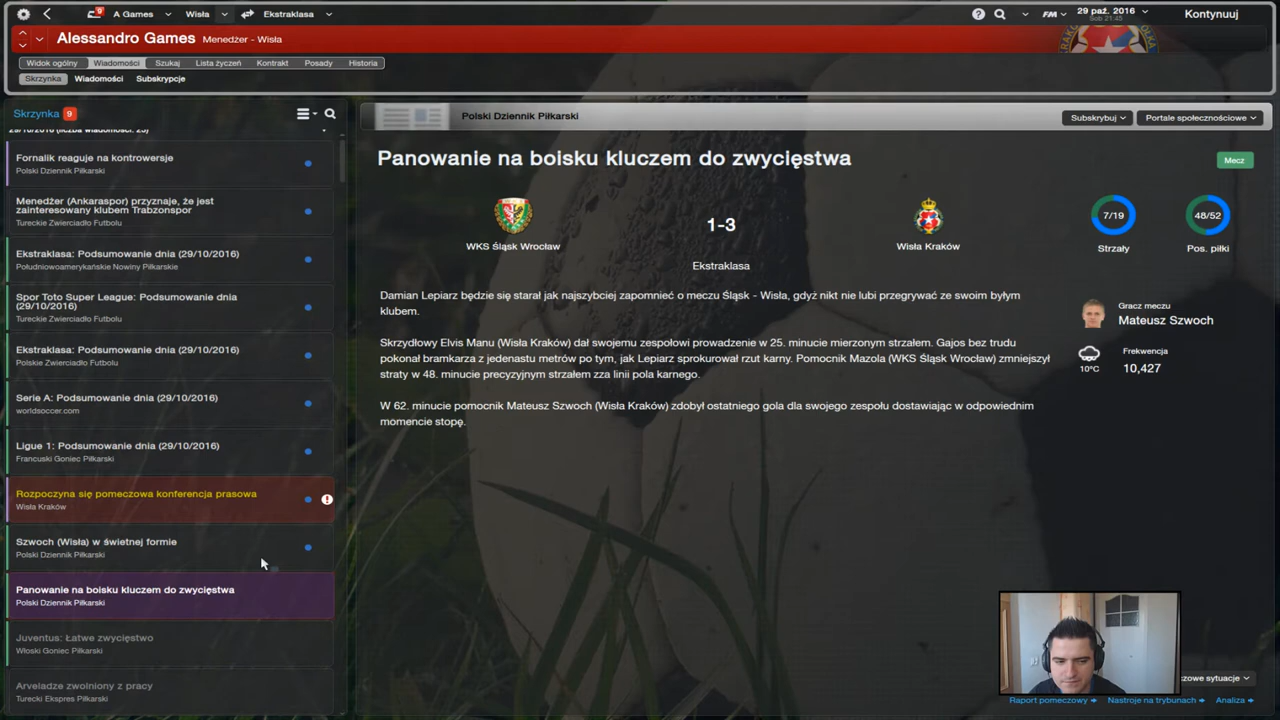 9
A Games
Wisła
Ekstraklasa
FM
29 paź. 2016
Sob 21:45
Kontynuuj
Alessandro Games Menedżer - Wisła
Widok ogólny Wiadomości Szukaj Lista życzeń Kontrakt Posady Historia
Skrzynka Wiadomości Subskrypcje
Skrzynka 9
29/10/2016 (liczba wiadomości: 25)
Fornalik reaguje na kontrowersje
Polski Dziennik Piłkarski
Menedżer (Ankaraspor) przyznaje, że jest
zainteresowany klubem Trabzonspor
Tureckie Zwierciadło Futbolu
Ekstraklasa: Podsumowanie dnia (29/10/2016)
Południowoamerykańskie Nowiny Piłkarskie
Spor Toto Super League: Podsumowanie dnia
(29/10/2016)
Tureckie Zwierciadło Futbolu
Ekstraklasa: Podsumowanie dnia (29/10/2016)
Polskie Zwierciadło Futbolu
Serie A: Podsumowanie dnia (29/10/2016)
worldsoccer.com
Ligue 1: Podsumowanie dnia (29/10/2016)
Francuski Goniec Piłkarski
Rozpoczyna się pomeczowa konferencja prasowa
Wisła Kraków
Szwoch (Wisła) w świetnej formie
Polski Dziennik Piłkarski
Panowanie na boisku kluczem do zwycięstwa
Polski Dziennik Piłkarski
Juventus: Łatwe zwycięstwo
Włoski Goniec Piłkarski
Arveladze zwolniony z pracy
Turecki Ekspres Piłkarski
Polski Dziennik Piłkarski
Subskrybuj
Portale społecznościowe
Panowanie na boisku kluczem do zwycięstwa
Mecz
WKS Śląsk Wrocław
1-3
Wisła Kraków
Ekstraklasa
7/19
Strzały
48/52
Pos. piłki
Damian Lepiarz będzie się starał jak najszybciej zapomnieć o meczu Śląsk - Wisła, gdyż nikt nie lubi przegrywać ze swoim byłym
klubem.
Skrzydłowy Elvis Manu (Wisła Kraków) dał swojemu zespołowi prowadzenie w 25. minucie mierzonym strzałem. Gajos bez trudu
pokonał bramkarza z jedenastu metrów po tym, jak Lepiarz sprokurował rzut karny. Pomocnik Mazola (WKS Śląsk Wrocław) zmniejszył
straty w 48. minucie precyzyjnym strzałem zza linii pola karnego.
W 62. minucie pomocnik Mateusz Szwoch (Wisła Kraków) zdobył ostatniego gola dla swojego zespołu dostawiając w odpowiednim
momencie stopę.
Gracz meczu
Mateusz Szwoch
10°C
Frekwencja
10,427
czowe sytuacje
Raport pomeczowy
Nastroje na trybunach
Analiza